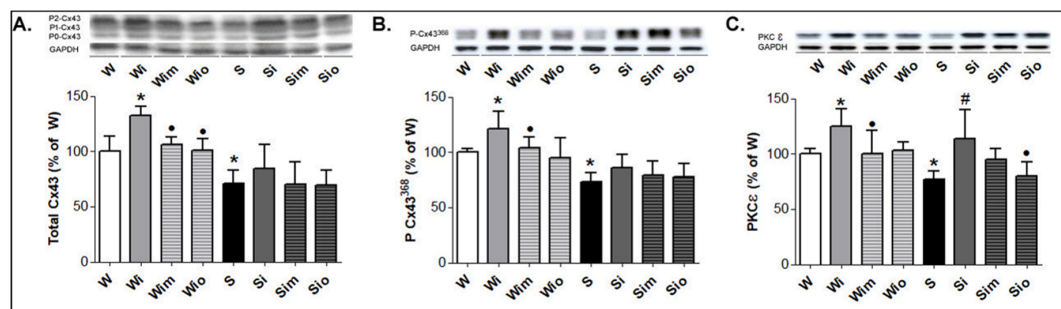 A.
P2-Cx43
P1-Cx43
P0-Cx43
GAPDH
W Wi Wm Wio S Si Sim Sio
Total Cx43 (% of W)
150
100
50
0
* • • *
W Wi Wim Wio S Si Sim Sio
B.
P-Cx43³⁶⁸
GAPDH
W Wi Wim Wio S Si Sim Sio
P Cx43³⁶⁸ (% of W)
150
100
50
0
* • *
W Wi Wim Wio S Si Sim Sio
C.
PKC ε
GAPDH
W Wi Wim Wio S Si Sim Sio
PKCε (% of W)
150
100
50
0
* • * # •
W Wi Wim Wio S Si Sim Sio